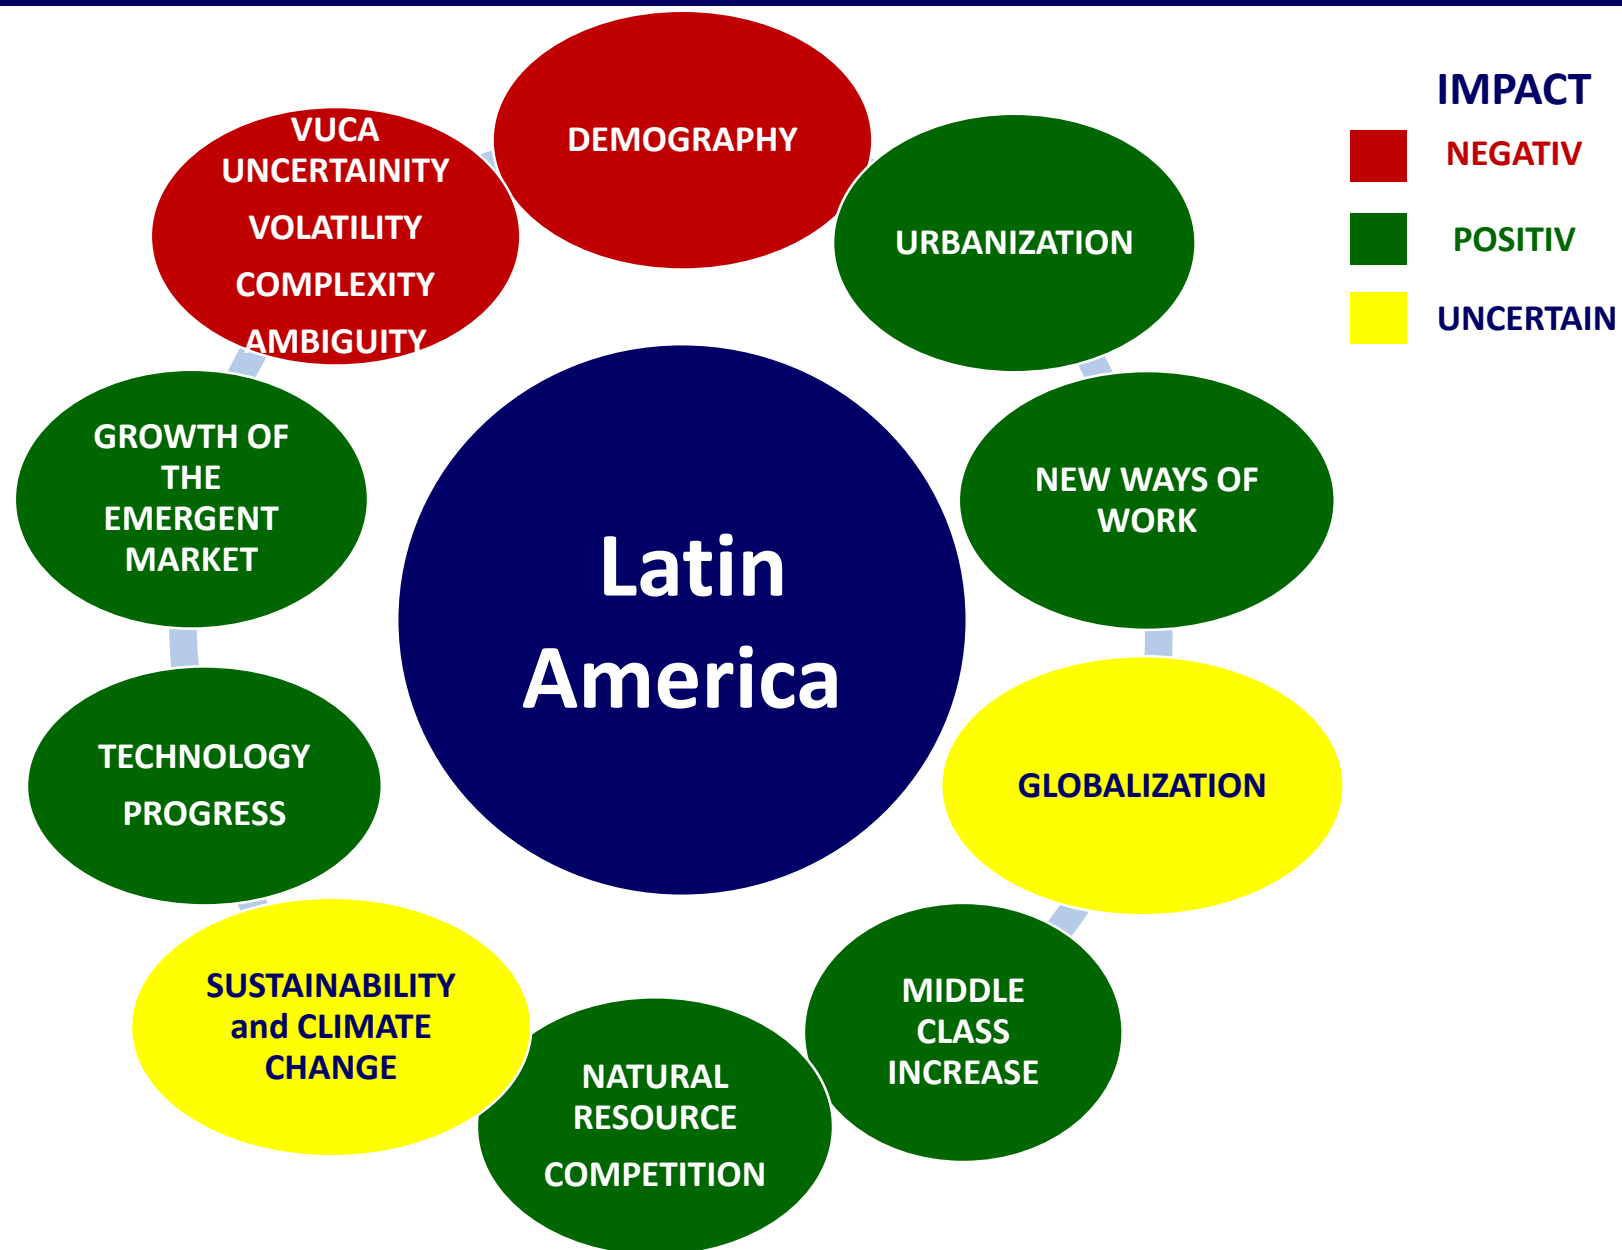 DEMOGRAPHY
URBANIZATION
NEW WAYS OF
WORK
GLOBALIZATION
MIDDLE
CLASS
INCREASE
NATURAL
RESOURCE
COMPETITION
SUSTAINABILITY
and CLIMATE
CHANGE
TECHNOLOGY
PROGRESS
GROWTH OF
THE
EMERGENT
MARKET
VUCA
UNCERTAINITY
VOLATILITY
COMPLEXITY
AMBIGUITY
Latin
America
IMPACT
NEGATIV
POSITIV
UNCERTAIN